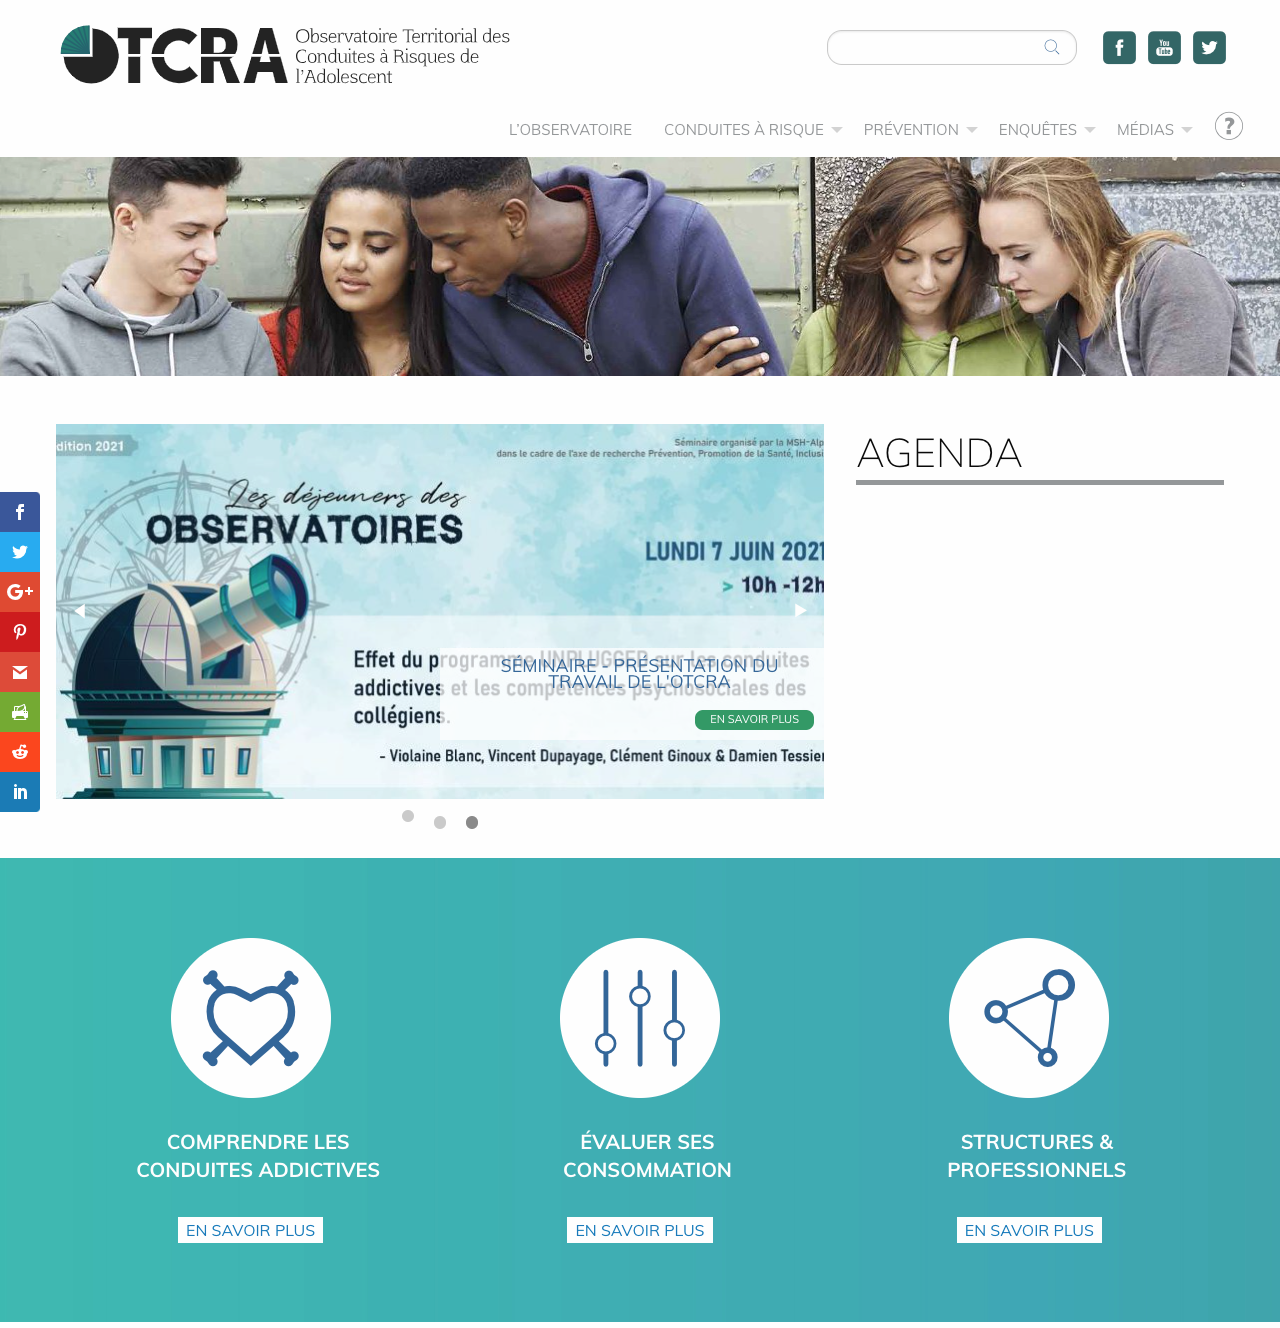 OTCRA
Observatoire Territorial des
Conduites à Risques de
l'Adolescent
L'OBSERVATOIRE
CONDUITES À RISQUE
PRÉVENTION
ENQUÊTES
MÉDIAS
?
AGENDA
dition 2021
Séminaire organisé par la MSH-Alp
dans le cadre de l'axe de recherche Prévention, Promotion de la Santé, Inclusi
Les déjeuners des
OBSERVATOIRES
LUNDI 7 JUIN 2021
> 10h -12h
Effet du programme UNPLUGGED sur les conduites
addictives et les compétences psychosociales des
collégiens.
SÉMINAIRE - PRÉSENTATION DU
TRAVAIL DE L'OTCRA
EN SAVOIR PLUS
- Violaine Blanc, Vincent Dupayage, Clément Ginoux & Damien Tessier
COMPRENDRE LES
CONDUITES ADDICTIVES
EN SAVOIR PLUS
ÉVALUER SES
CONSOMMATION
EN SAVOIR PLUS
STRUCTURES &
PROFESSIONNELS
EN SAVOIR PLUS